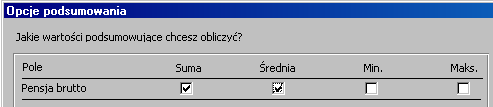 Opcje podsumowania
Jakie wartości podsumowujące chcesz obliczyć?
Pole Suma Średnia Min. Maks.
Pensja brutto